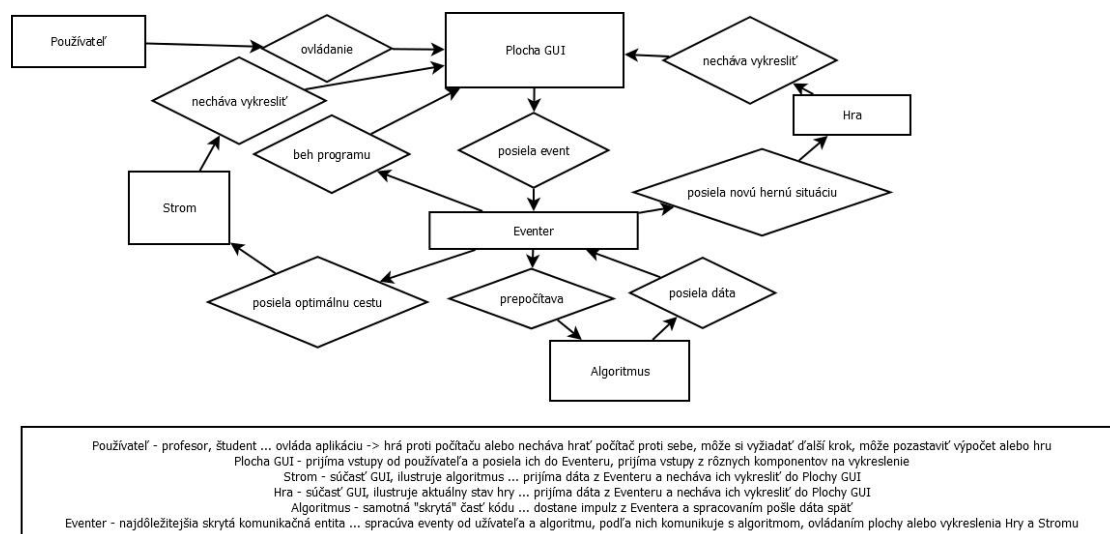 Používateľ
ovládanie
Plocha GUI
necháva vykresliť
necháva vykresliť
Hra
beh programu
posiela event
posiela novú hernú situáciu
Strom
Eventer
posiela optimálnu cestu
prepočítava
posiela dáta
Algoritmus
Používateľ - profesor, študent ... ovláda aplikáciu -> hrá proti počítaču alebo necháva hrať počítač proti sebe, môže si vyžiadať ďalší krok, môže pozastaviť výpočet alebo hru
Plocha GUI - prijíma vstupy od používateľa a posiela ich do Eventeru, prijíma vstupy z rôznych komponentov na vykreslenie
Strom - súčasť GUI, ilustruje algoritmus ... prijíma dáta z Eventeru a necháva ich vykresliť do Plochy GUI
Hra - súčasť GUI, ilustruje aktuálny stav hry ... prijíma dáta z Eventeru a necháva ich vykresliť do Plochy GUI
Algoritmus - samotná "skrytá" časť kódu ... dostane impulz z Eventera a spracovaním pošle dáta späť
Eventer - najdôležitejšia skrytá komunikačná entita ... spracúva eventy od užívateľa a algoritmu, podľa nich komunikuje s algoritmom, ovládaním plochy alebo vykreslenia Hry a Stromu